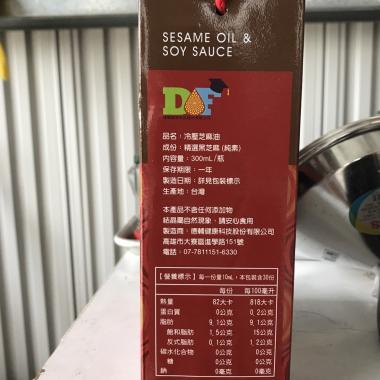 SESAME OIL &
SOY SAUCE
DF
品名：冷壓芝麻油
成份：精選黑芝麻 (純素)
內容量：300mL/瓶
保存期限：一年
製造日期：詳見包裝標示
生產地：台灣
本產品不含任何添加物
結晶屬自然現象，請安心食用
製造商：德輔健康科技股份有限公司
高雄市大寮區進學路151號
電話：07-7811151-6330
【營養標示】每一份量10mL，本包裝含30份
每份 每100毫升
熱量 82大卡 818大卡
蛋白質 0公克 0.2公克
脂肪 9.1公克 9.1公克
飽和脂肪 1.5公克 15公克
反式脂肪 0.1公克 1.2公克
碳水化合物 0公克 0公克
糖 0公克 0公克
鈉 0毫克 0毫克